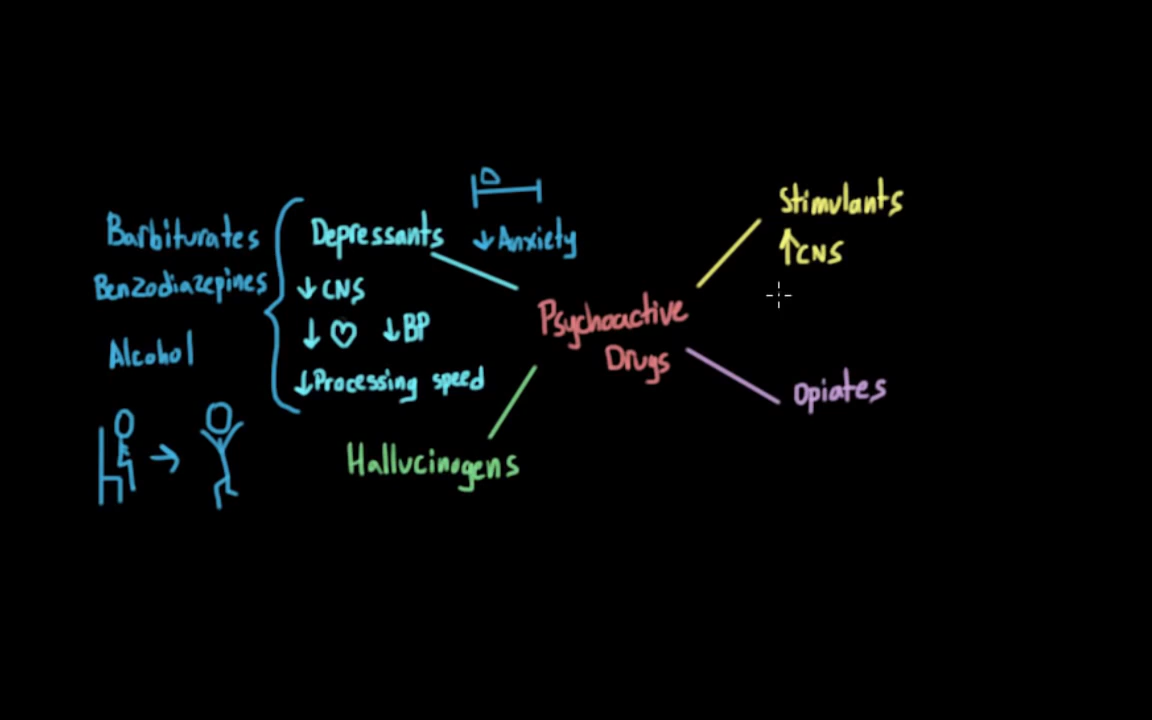 Barbiturates
Benzodiazepines
Alcohol
Depressants
↓ Anxiety
↓ CNS
↓ ♡ ↓ BP
↓ Processing speed
Psychoactive
Drugs
Stimulants
↑ CNS
Opiates
Hallucinogens